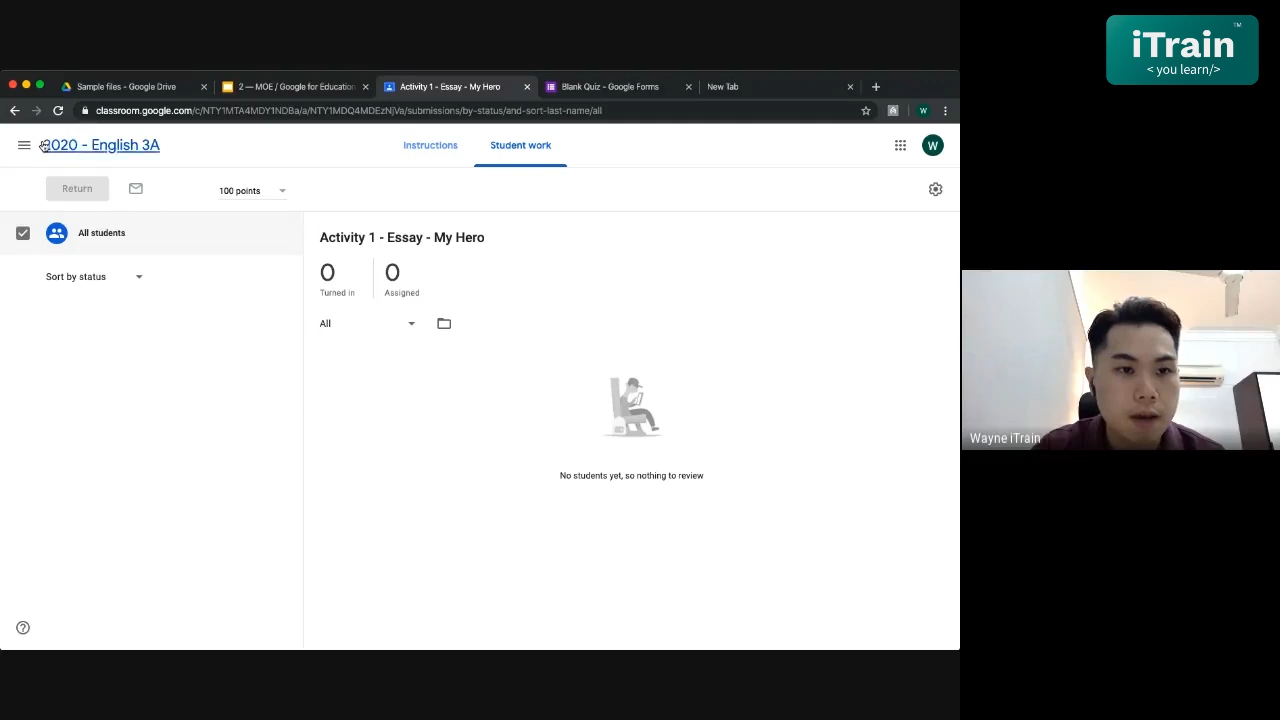 iTrain
TM
< you learn/>
Sample files - Google Drive
2 — MOE / Google for Education
Activity 1 - Essay - My Hero
Blank Quiz - Google Forms
New Tab
classroom.google.com/c/NTY1MTA4MDY1NDBa/a/NTY1MDQ4MDEzNjVa/submissions/by-status/and-sort-last-name/all
W
2020 - English 3A
Instructions
Student work
W
Return
100 points
All students
Sort by status
Activity 1 - Essay - My Hero
0
0
Turned in
Assigned
All
No students yet, so nothing to review
Wayne iTrain